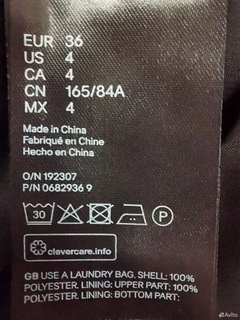 EUR 36
US 4
CA 4
CN 165/84A
MX 4
Made in China
Fabriqué en Chine
Hecho en China
O/N 192307
P/N 0682936 9
30
P
clevercare.info
GB USE A LAUNDRY BAG. SHELL: 100%
POLYESTER. LINING: UPPER PART: 100%
POLYESTER. LINING: BOTTOM PART:
Avito